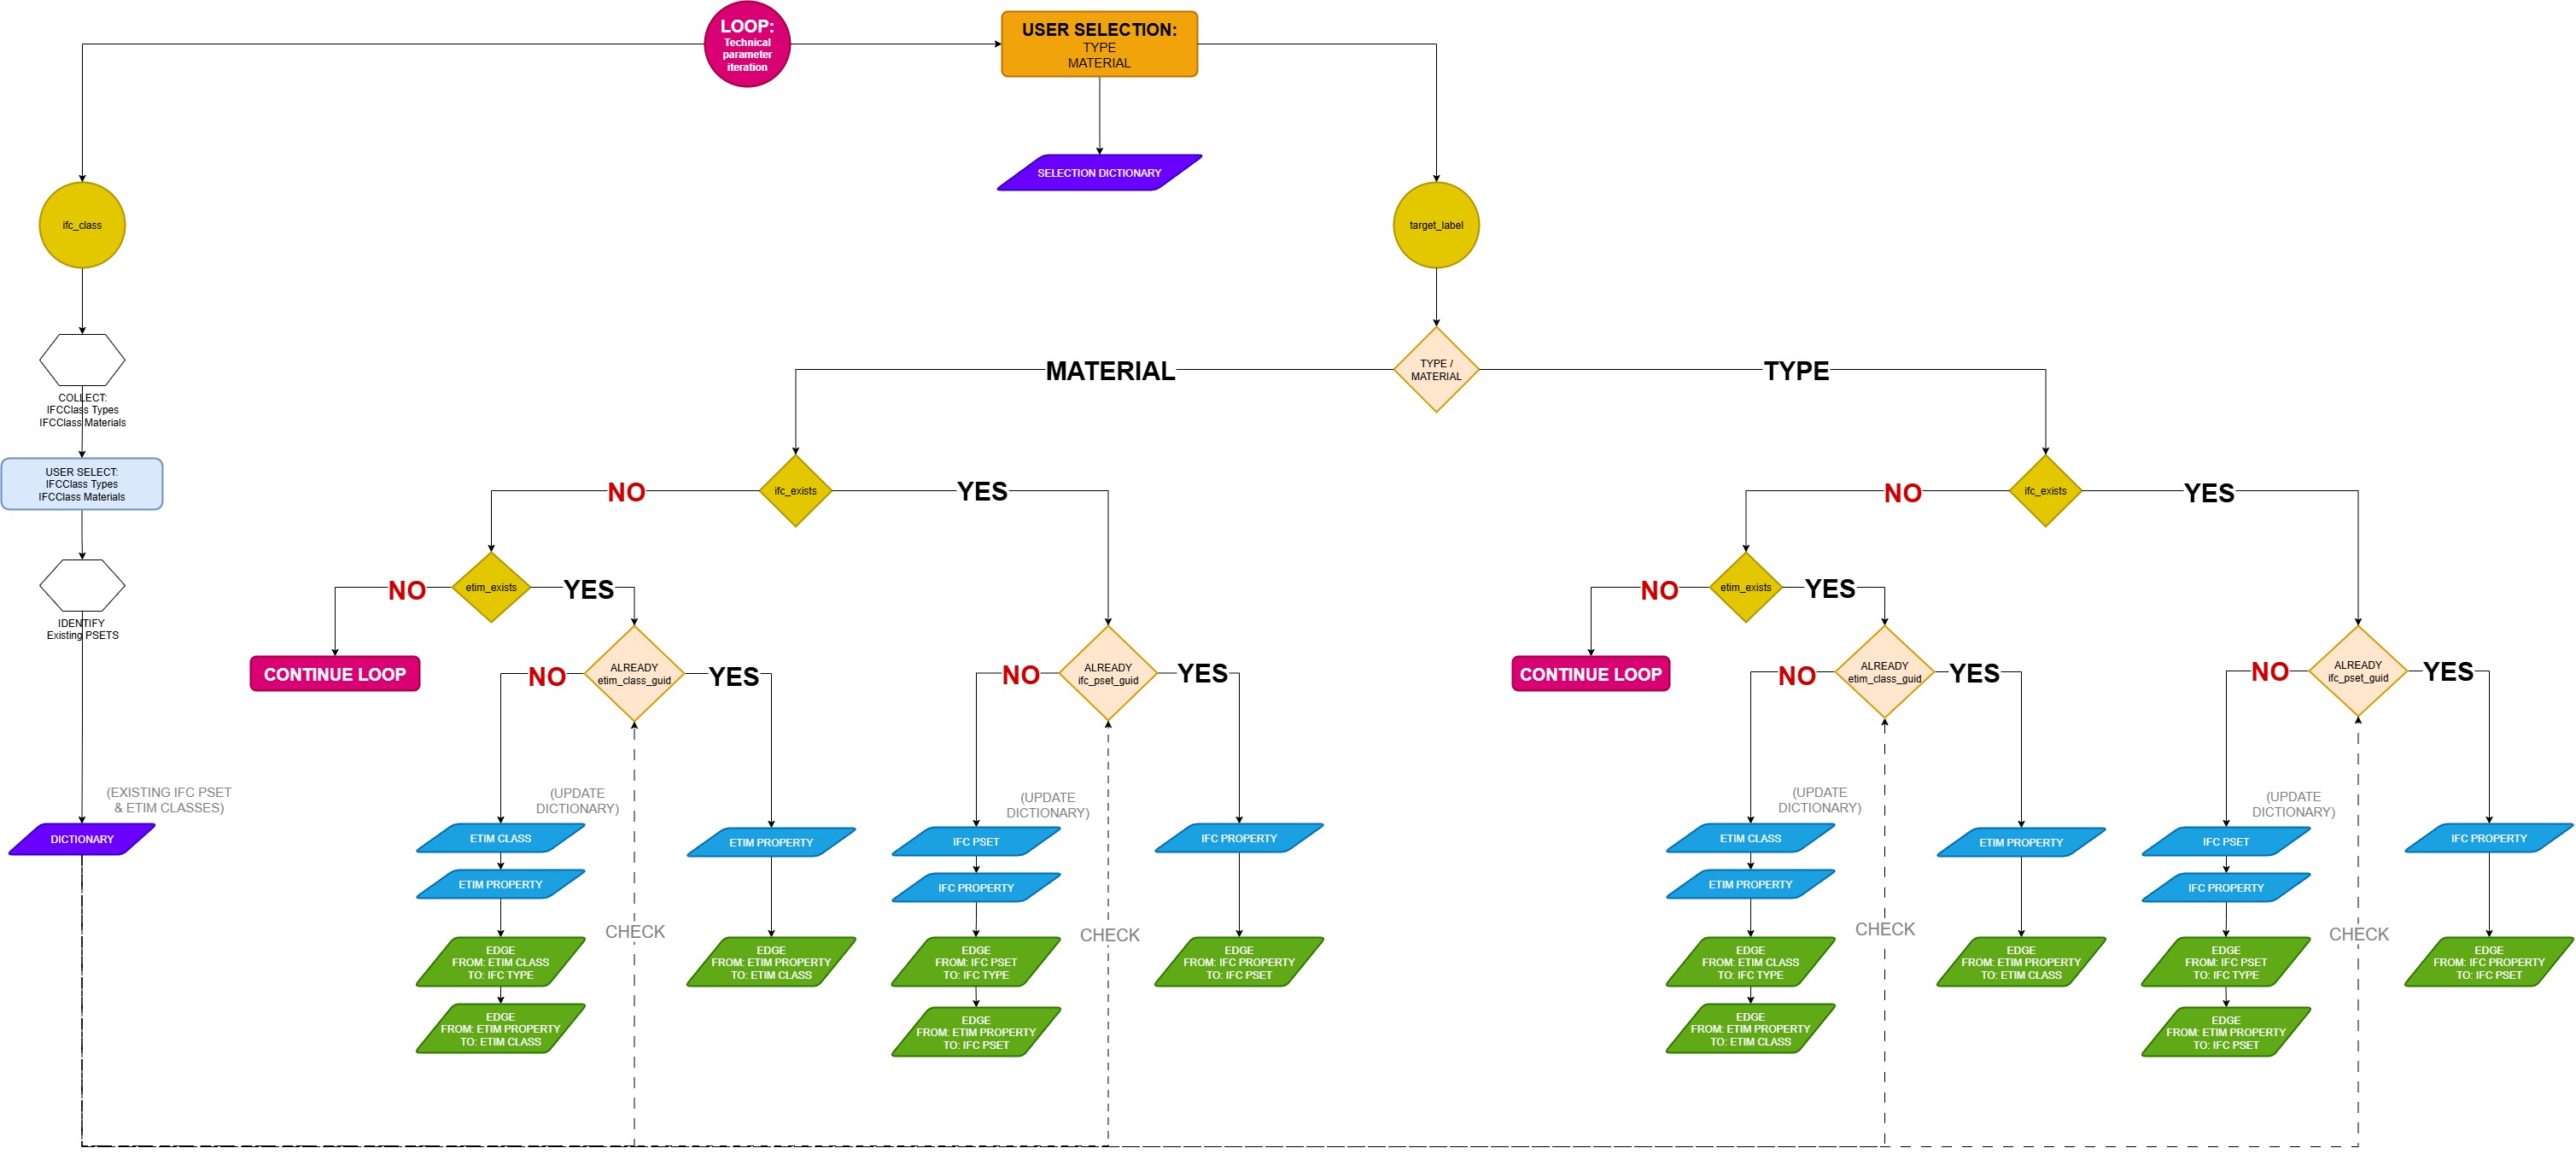 LOOP:
Technical
parameter
iteration
USER SELECTION:
TYPE
MATERIAL
SELECTION DICTIONARY
ifc_class
target_label
COLLECT:
IFCClass Types
IFCClass Materials
TYPE /
MATERIAL
MATERIAL
TYPE
USER SELECT:
IFCClass Types
IFCClass Materials
NO
ifc_exists
YES
NO
ifc_exists
YES
IDENTIFY
Existing PSETS
NO
etim_exists
YES
NO
etim_exists
YES
CONTINUE LOOP
NO
ALREADY
etim_class_guid
YES
NO
ALREADY
ifc_pset_guid
YES
CONTINUE LOOP
NO
ALREADY
etim_class_guid
YES
NO
ALREADY
ifc_pset_guid
YES
(EXISTING IFC PSET
& ETIM CLASSES)
(UPDATE
DICTIONARY)
(UPDATE
DICTIONARY)
(UPDATE
DICTIONARY)
(UPDATE
DICTIONARY)
DICTIONARY
ETIM CLASS
ETIM PROPERTY
IFC PSET
IFC PROPERTY
ETIM CLASS
ETIM PROPERTY
IFC PSET
IFC PROPERTY
ETIM PROPERTY
IFC PROPERTY
ETIM PROPERTY
IFC PROPERTY
CHECK
CHECK
CHECK
CHECK
EDGE
FROM: ETIM CLASS
TO: IFC TYPE
EDGE
FROM: ETIM PROPERTY
TO: ETIM CLASS
EDGE
FROM: IFC PSET
TO: IFC TYPE
EDGE
FROM: IFC PROPERTY
TO: IFC PSET
EDGE
FROM: ETIM CLASS
TO: IFC TYPE
EDGE
FROM: ETIM PROPERTY
TO: ETIM CLASS
EDGE
FROM: IFC PSET
TO: IFC TYPE
EDGE
FROM: IFC PROPERTY
TO: IFC PSET
EDGE
FROM: ETIM PROPERTY
TO: ETIM CLASS
EDGE
FROM: ETIM PROPERTY
TO: IFC PSET
EDGE
FROM: ETIM PROPERTY
TO: ETIM CLASS
EDGE
FROM: ETIM PROPERTY
TO: IFC PSET